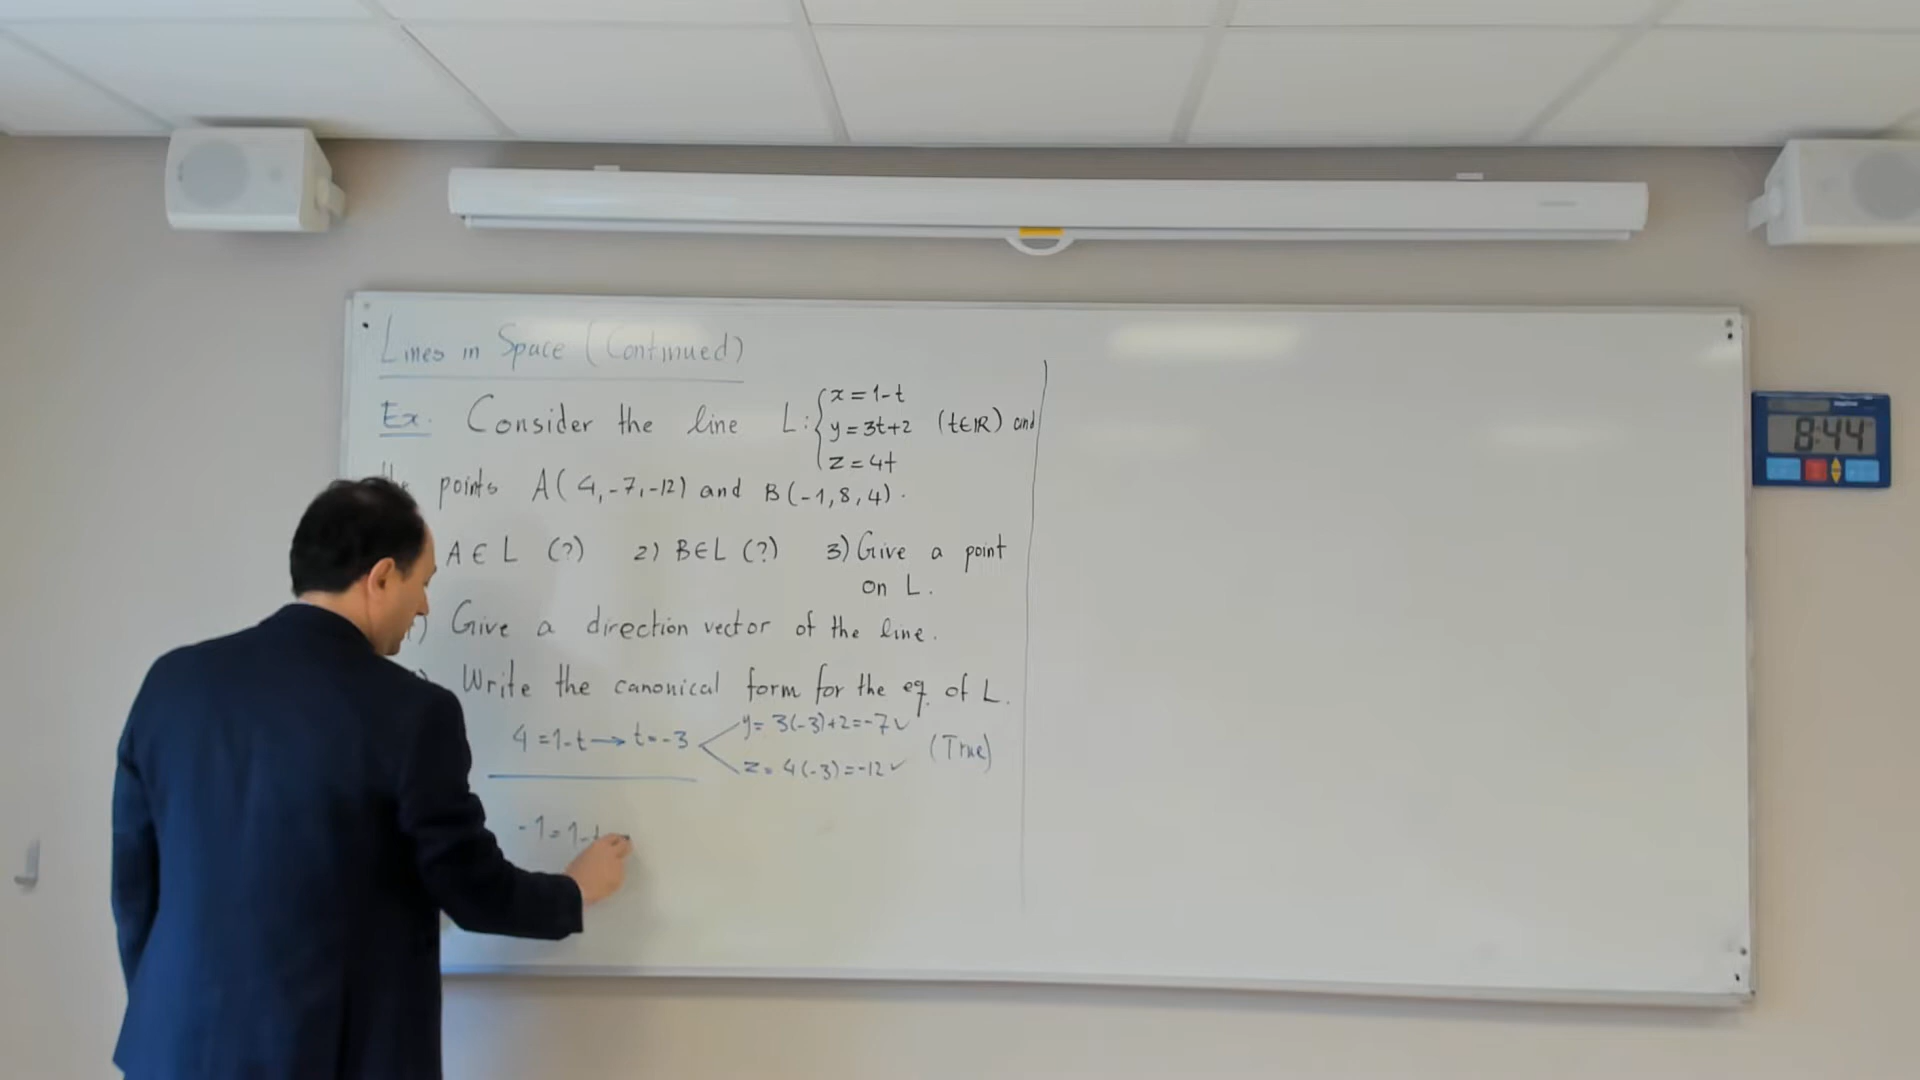 Lines in Space (Continued)
Ex. Consider the line L: { x = 1-t
y = 3t+2 (t∈ℝ) and
z = 4t
points A(4,-7,-12) and B(-1,8,4).
A ∈ L (?) 2) B∈L (?) 3) Give a point
on L.
Give a direction vector of the line.
Write the canonical form for the eq. of L.
4 = 1-t → t = -3
y = 3(-3)+2 = -7 ✓
z = 4(-3) = -12 ✓
(True)
-1 = 1-t
8:44